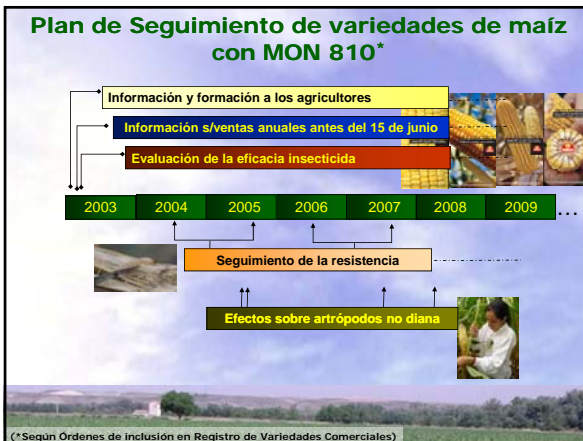 Plan de Seguimiento de variedades de maíz
con MON 810*
Información y formación a los agricultores
Información s/ventas anuales antes del 15 de junio
Evaluación de la eficacia insecticida
2003 2004 2005 2006 2007 2008 2009 ...
Seguimiento de la resistencia
Efectos sobre artrópodos no diana
(*Según Órdenes de inclusión en Registro de Variedades Comerciales)